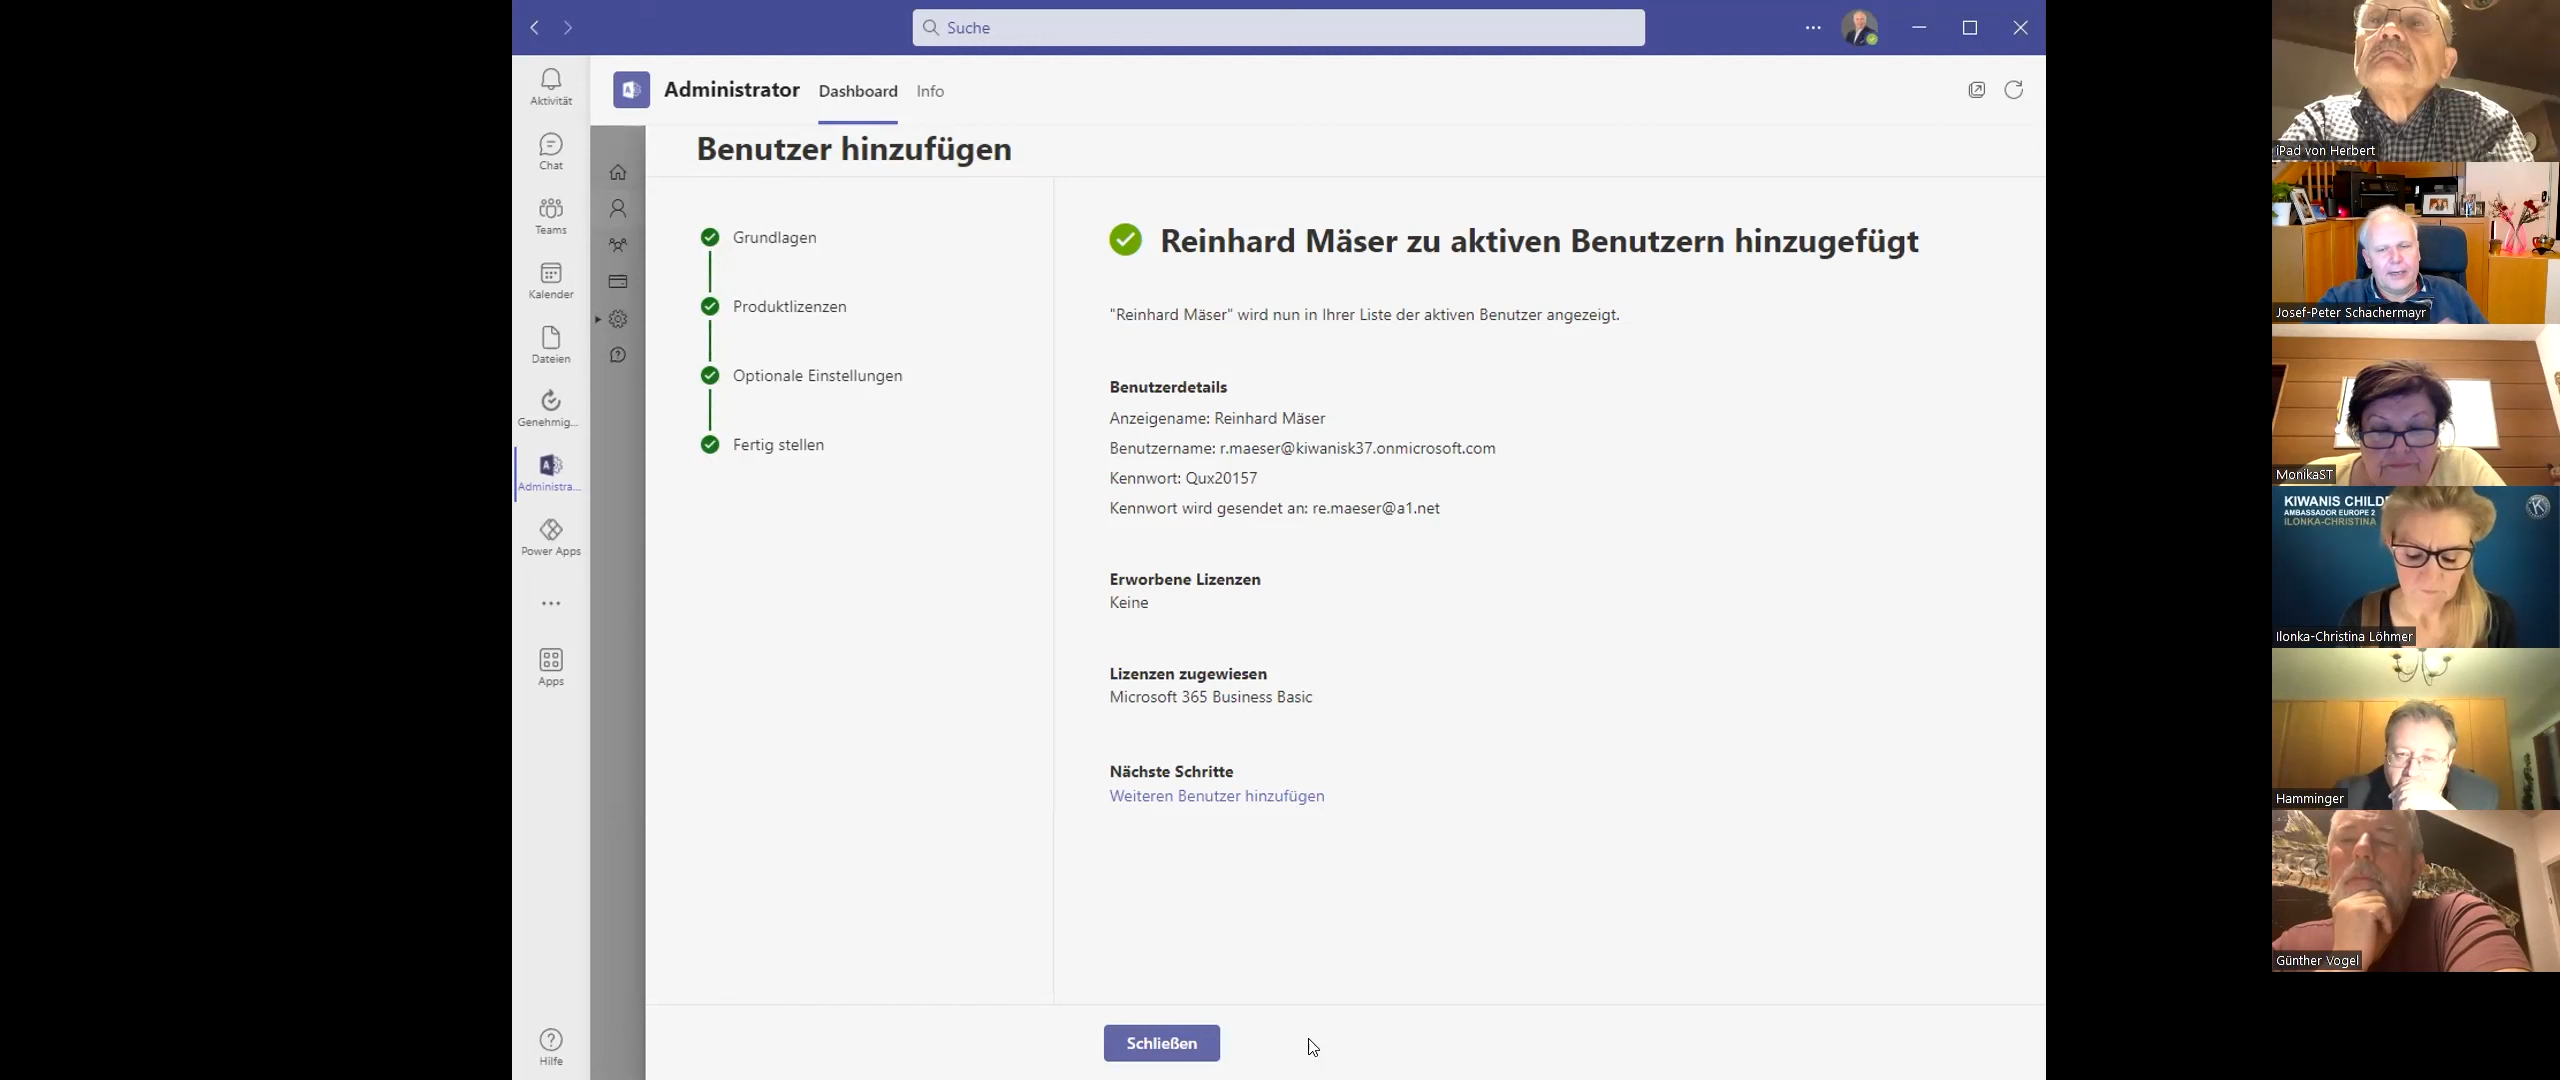 Suche
Aktivität
Chat
Teams
Kalender
Dateien
Genehmig...
Administra...
Power Apps
Apps
Hilfe
Administrator Dashboard Info
Benutzer hinzufügen
Grundlagen
Produktlizenzen
Optionale Einstellungen
Fertig stellen
Reinhard Mäser zu aktiven Benutzern hinzugefügt
"Reinhard Mäser" wird nun in Ihrer Liste der aktiven Benutzer angezeigt.
Benutzerdetails
Anzeigename: Reinhard Mäser
Benutzername: r.maeser@kiwanisk37.onmicrosoft.com
Kennwort: Qux20157
Kennwort wird gesendet an: re.maeser@a1.net
Erworbene Lizenzen
Keine
Lizenzen zugewiesen
Microsoft 365 Business Basic
Nächste Schritte
Weiteren Benutzer hinzufügen
Schließen
iPad von Herbert
Josef-Peter Schachermayr
MonikaST
KIWANIS CHILD
AMBASSADOR EUROPE 2
ILONKA-CHRISTINA
Ilonka-Christina Löhmer
Hamminger
Günther Vogel